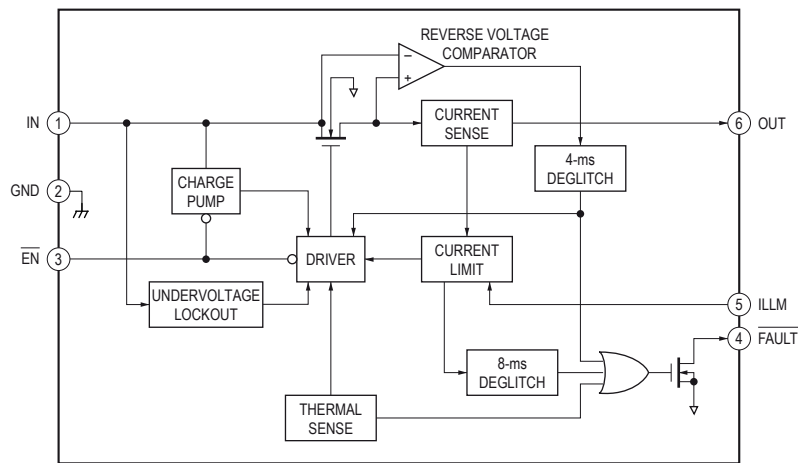 REVERSE VOLTAGE
COMPARATOR
−
+
IN 1
CURRENT
SENSE
6 OUT
4-ms
DEGLITCH
CHARGE
PUMP
GND 2
EN 3
DRIVER
CURRENT
LIMIT
UNDERVOLTAGE
LOCKOUT
5 ILLM
4 FAULT
8-ms
DEGLITCH
THERMAL
SENSE